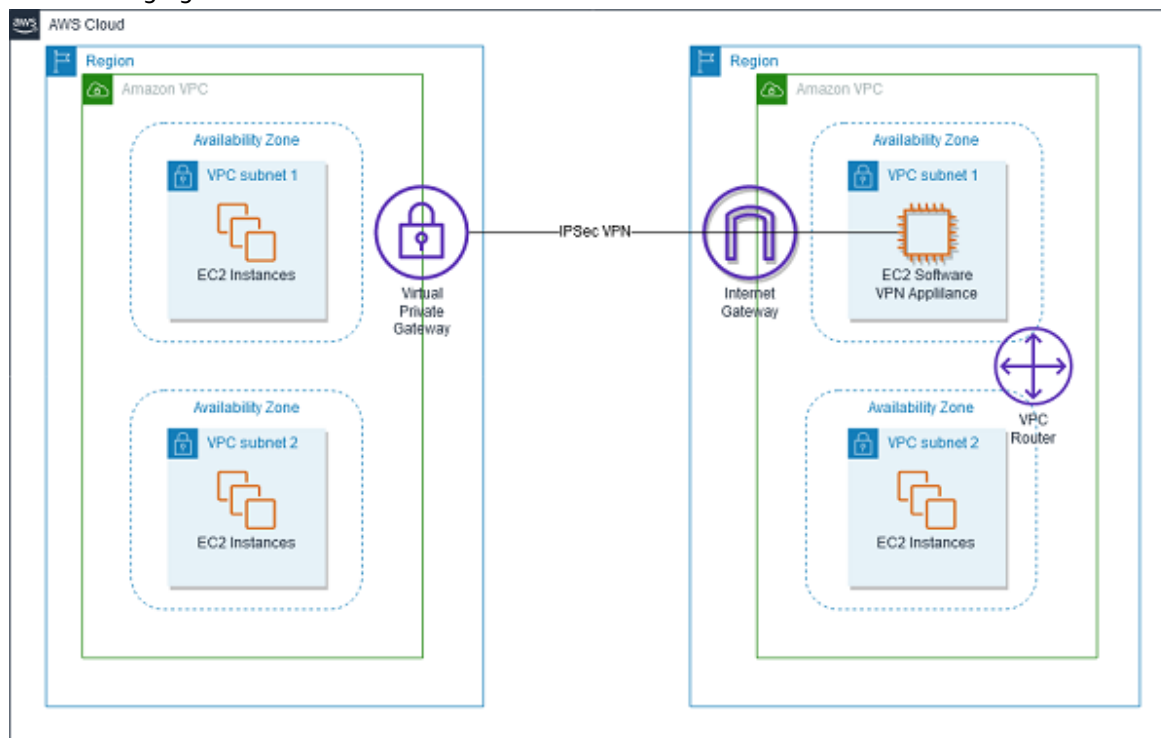 aws
AWS Cloud
Region
Amazon VPC
Availability Zone
VPC subnet 1
EC2 Instances
Virtual
Private
Gateway
Availability Zone
VPC subnet 2
EC2 Instances
IPSec VPN
Region
Amazon VPC
Internet
Gateway
Availability Zone
VPC subnet 1
EC2 Software
VPN Applilance
VPC
Router
Availability Zone
VPC subnet 2
EC2 Instances